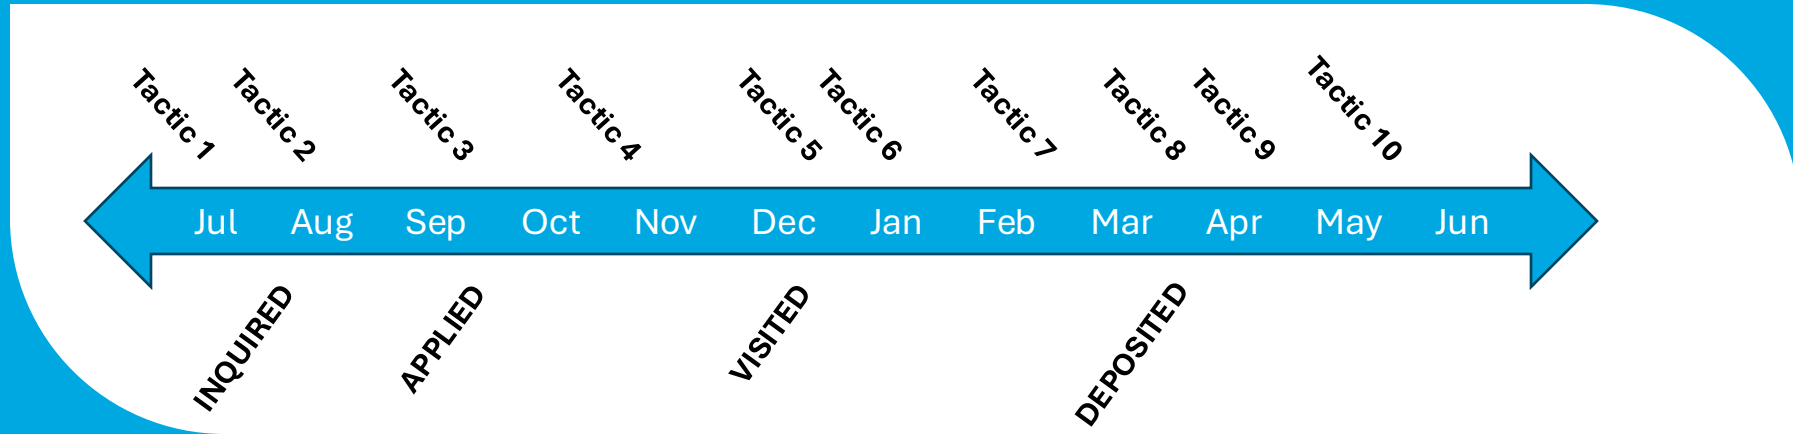 Tactic 1
Tactic 2
Tactic 3
Tactic 4
Tactic 5
Tactic 6
Tactic 7
Tactic 8
Tactic 9
Tactic 10
Jul Aug Sep Oct Nov Dec Jan Feb Mar Apr May Jun
INQUIRED
APPLIED
VISITED
DEPOSITED